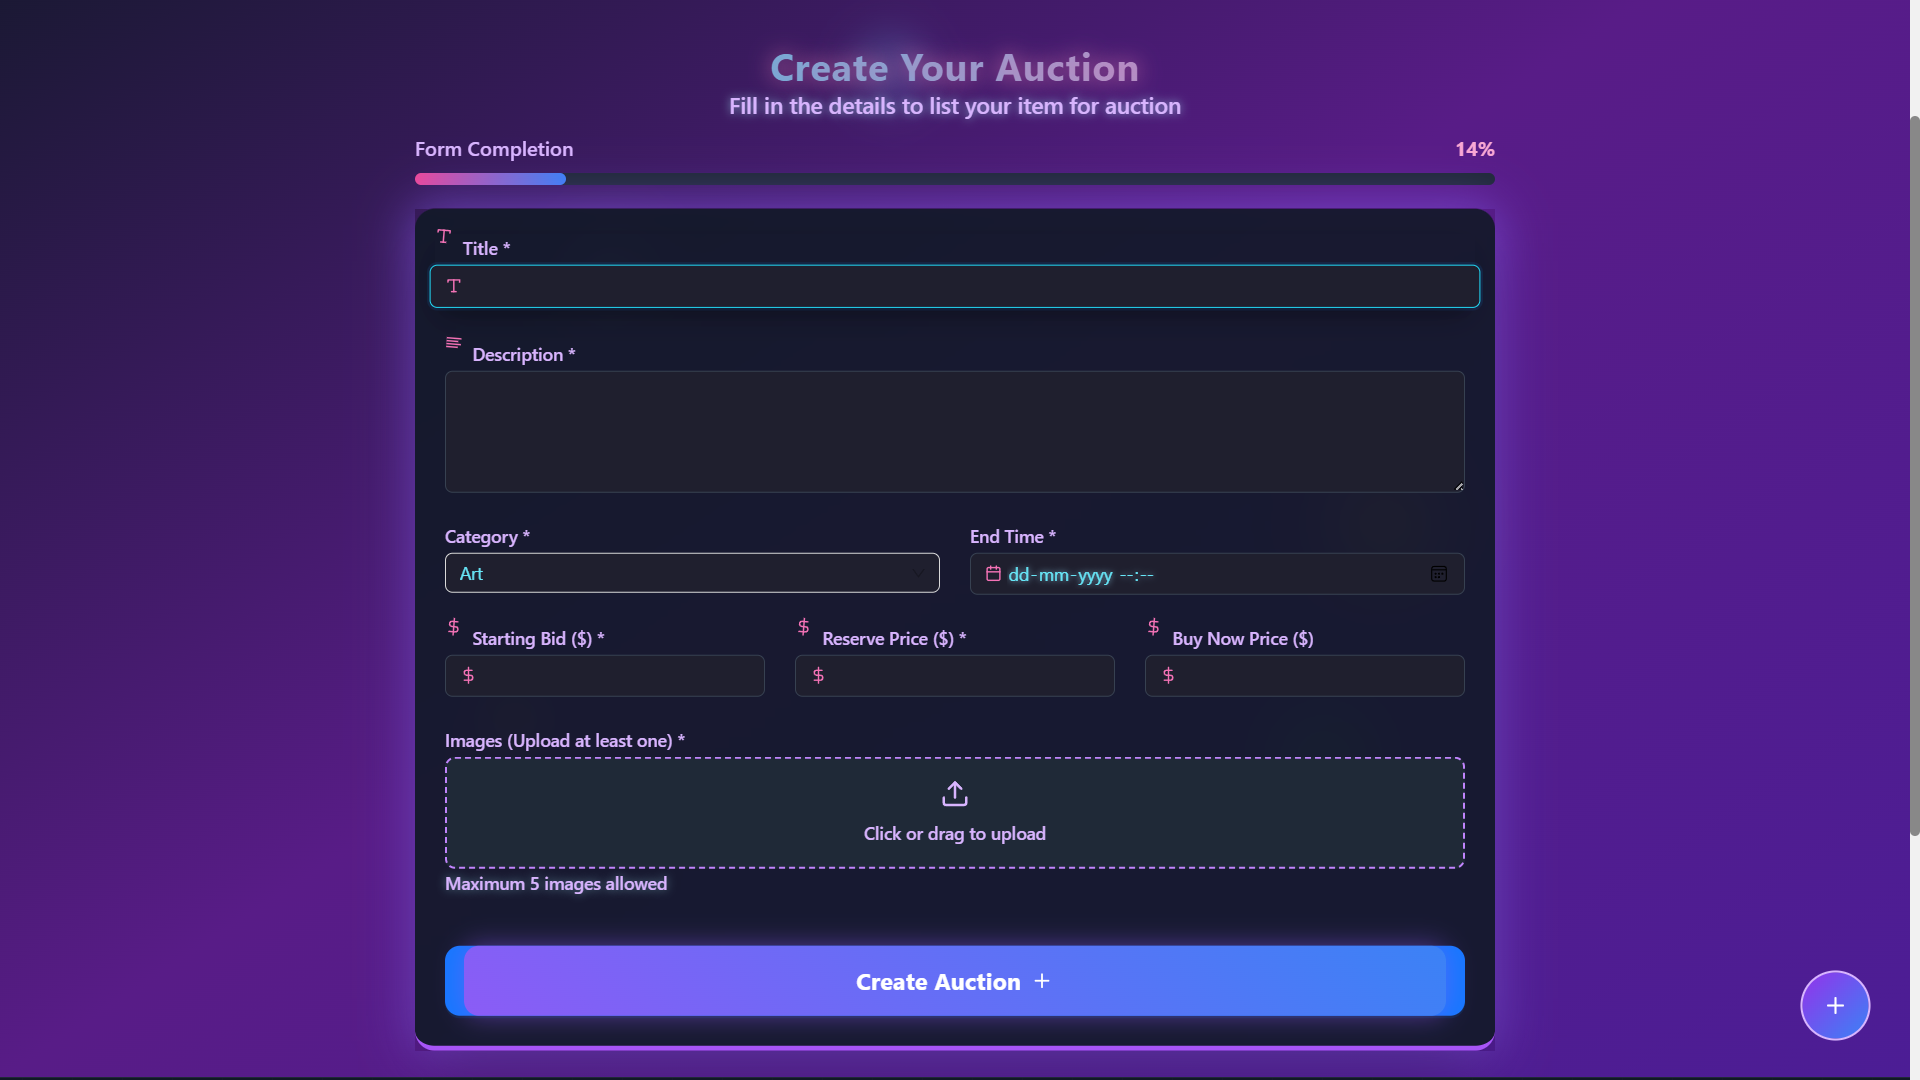 Create Your Auction
Fill in the details to list your item for auction
Form Completion 14%
Title *
Description *
Category * End Time *
Art dd-mm-yyyy --:--
Starting Bid ($) * Reserve Price ($) * Buy Now Price ($)
$ $ $
Images (Upload at least one) *
Click or drag to upload
Maximum 5 images allowed
Create Auction +